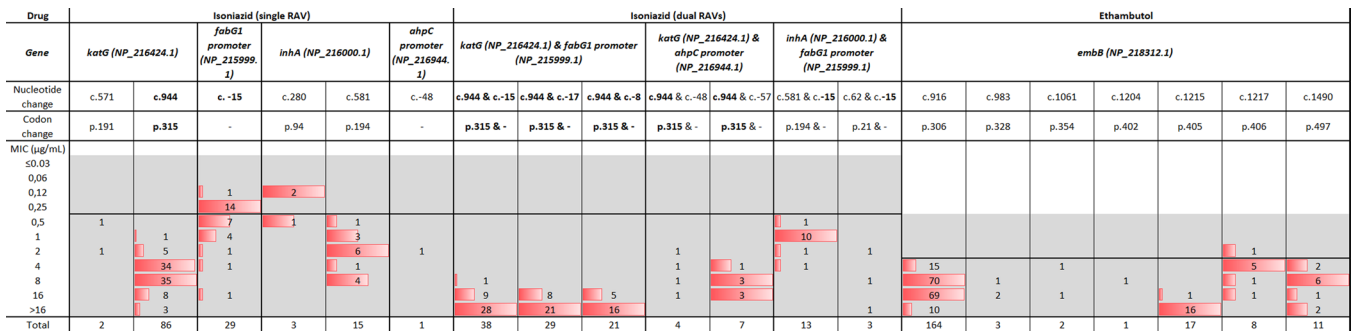 Drug Isoniazid (single RAV) Isoniazid (dual RAVs) Ethambutol
Gene katG (NP_216424.1) fabG1 promoter (NP_215999.1) inhA (NP_216000.1) ahpC promoter (NP_216944.1) katG (NP_216424.1) & fabG1 promoter (NP_215999.1) katG (NP_216424.1) & ahpC promoter (NP_216944.1) inhA (NP_216000.1) & fabG1 promoter (NP_215999.1) embB (NP_218312.1)
Nucleotide change c.571 c.944 c. -15 c.280 c.581 c.-48 c.944 & c.-15 c.944 & c.-17 c.944 & c.-8 c.944 & c.-48 c.944 & c.-57 c.581 & c.-15 c.62 & c.-15 c.916 c.983 c.1061 c.1204 c.1215 c.1217 c.1490
Codon change p.191 p.315 - p.94 p.194 - p.315 & - p.315 & - p.315 & - p.315 & - p.315 & - p.194 & - p.21 & - p.306 p.328 p.354 p.402 p.405 p.406 p.497
MIC (µg/mL)
≤0.03
0,06
0,12 1 2
0,25 14
0,5 1 7 1 1 1
1 1 4 3 10
2 1 5 1 6 1 1 1 1 1
4 34 1 1 1 1 1 15 1 5 2
8 35 4 1 1 3 1 70 1 1 1 6
16 8 1 9 8 5 1 3 69 2 1 1 1 1
>16 3 28 21 16 1 10 16 2
Total 2 86 29 3 15 1 38 29 21 4 7 13 3 164 3 2 1 17 8 11